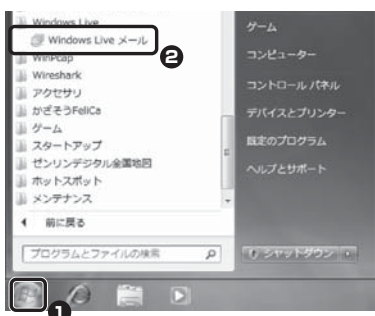 Windows Live
Windows Live メール
❷
WinPcap
Wireshark
アクセサリ
かざそうFeliCa
ゲーム
スタートアップ
ゼンリンデジタル全国地図
ホットスポット
メンテナンス
前に戻る
プログラムとファイルの検索
ゲーム
コンピューター
コントロール パネル
デバイスとプリンター
既定のプログラム
ヘルプとサポート
シャットダウン
❶